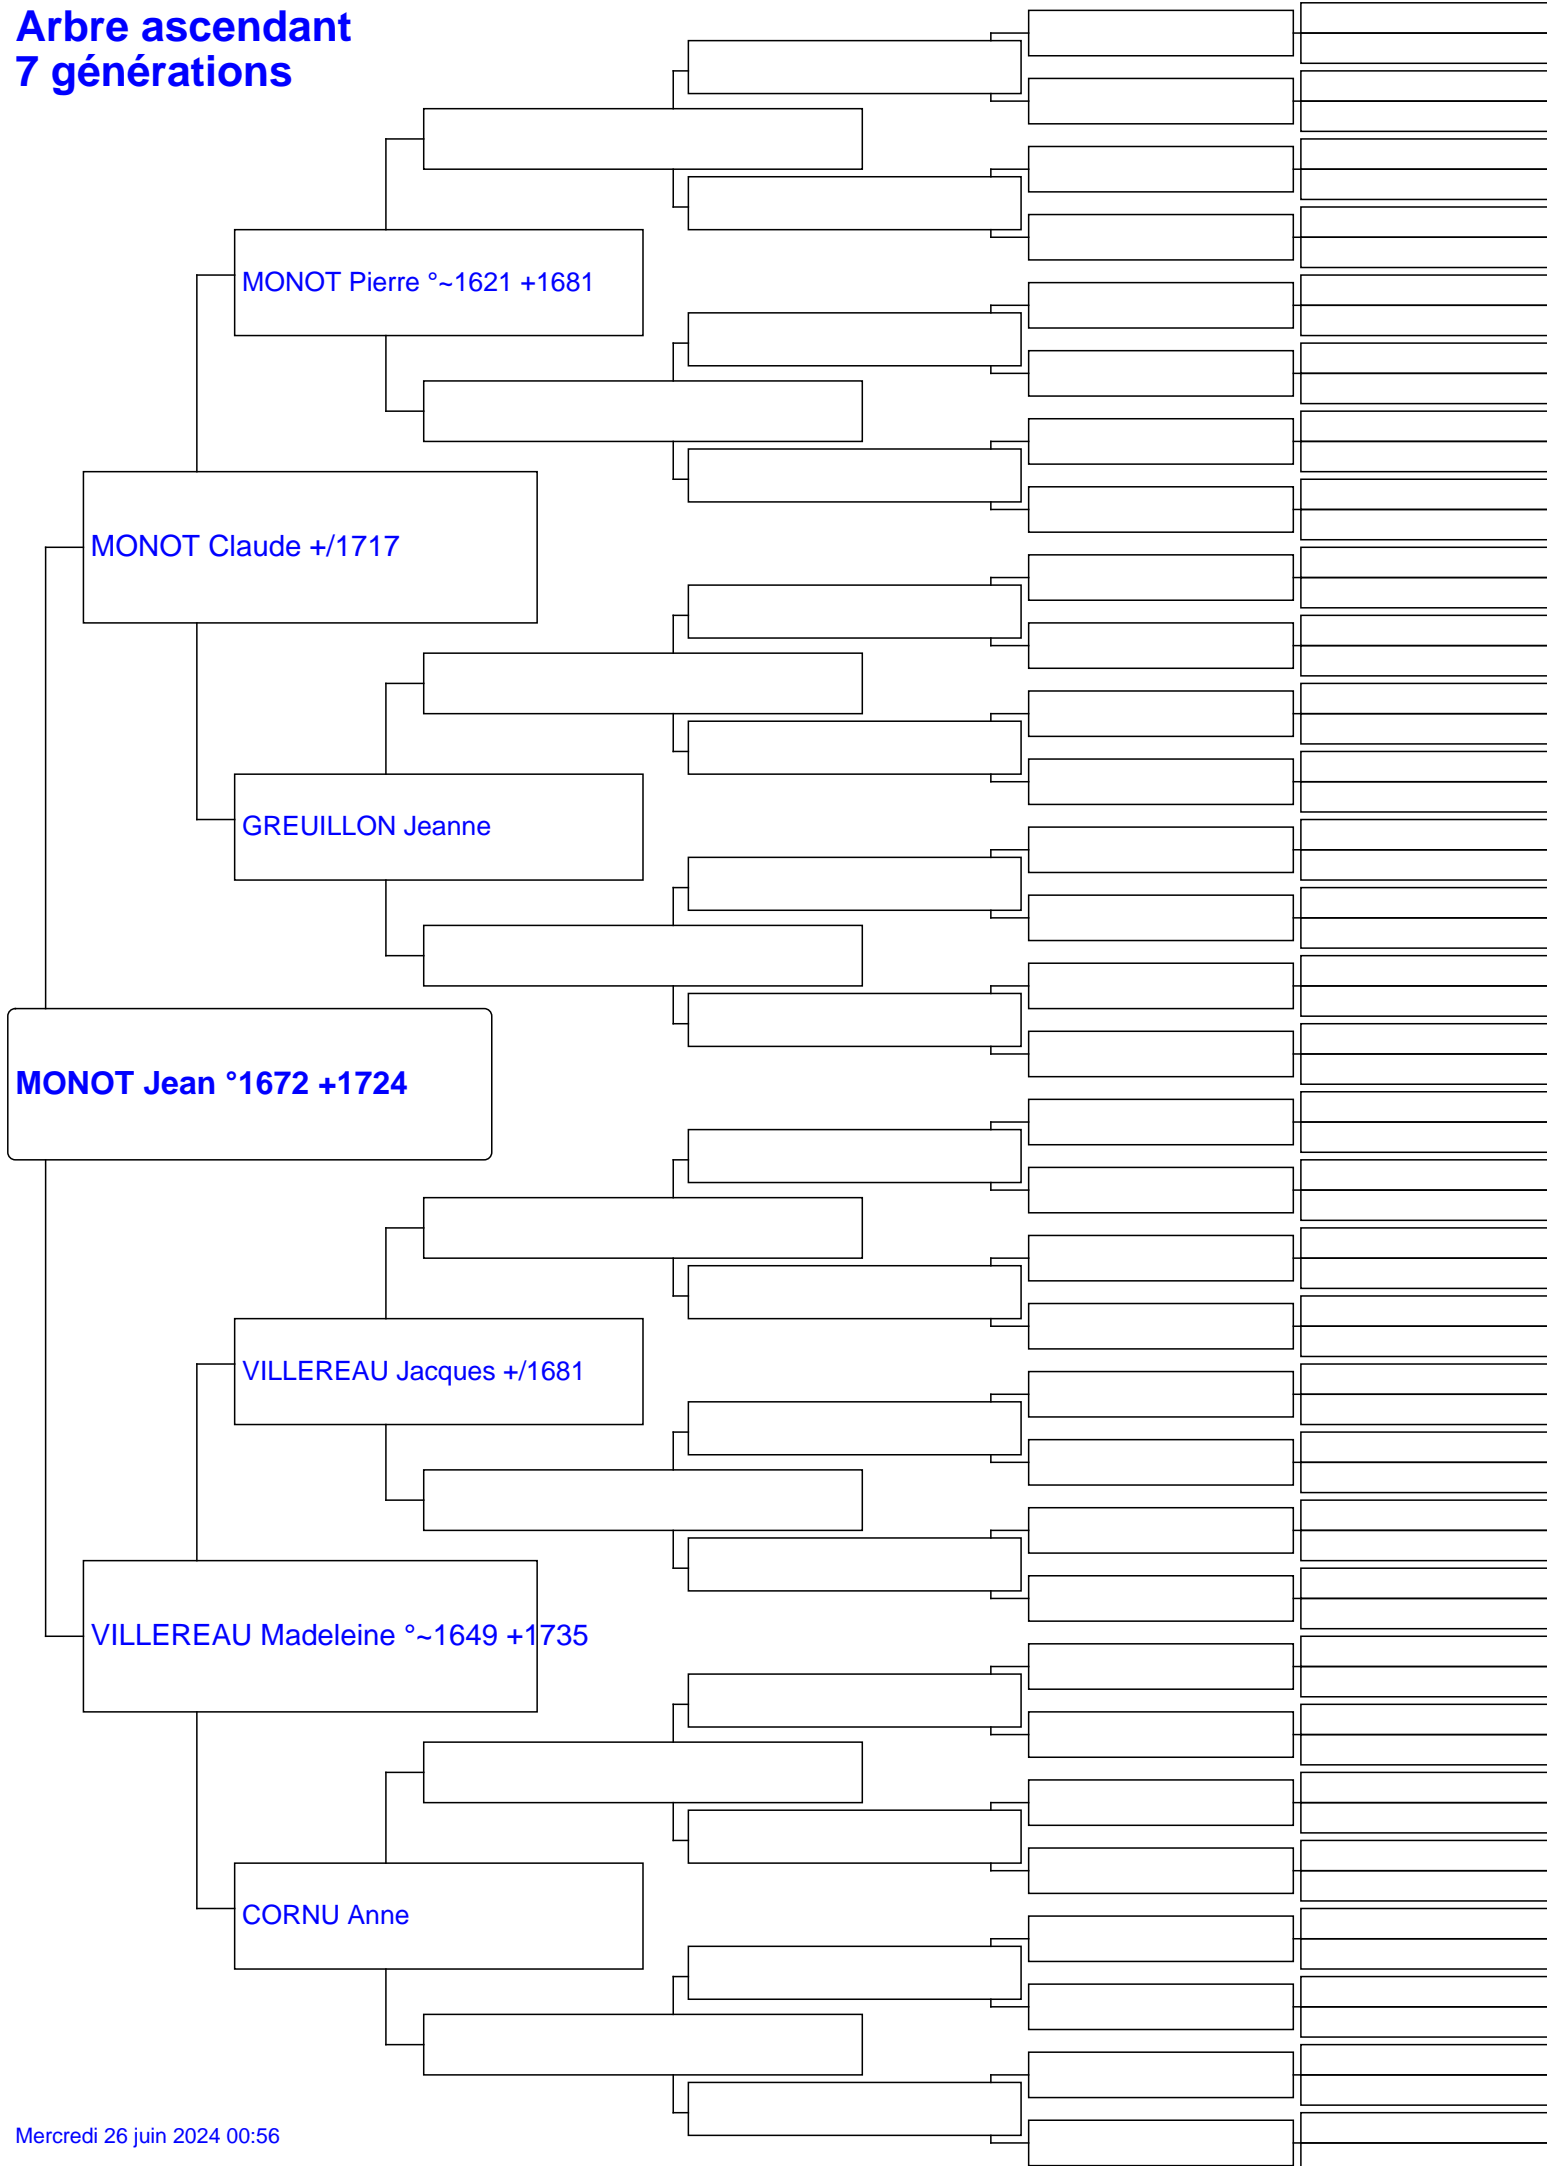 Arbre ascendant
7 générations
MONOT Pierre °~1621 +1681
MONOT Claude +/1717
GREUILLON Jeanne
MONOT Jean °1672 +1724
VILLEREAU Jacques +/1681
VILLEREAU Madeleine °~1649 +1735
CORNU Anne
Mercredi 26 juin 2024 00:56